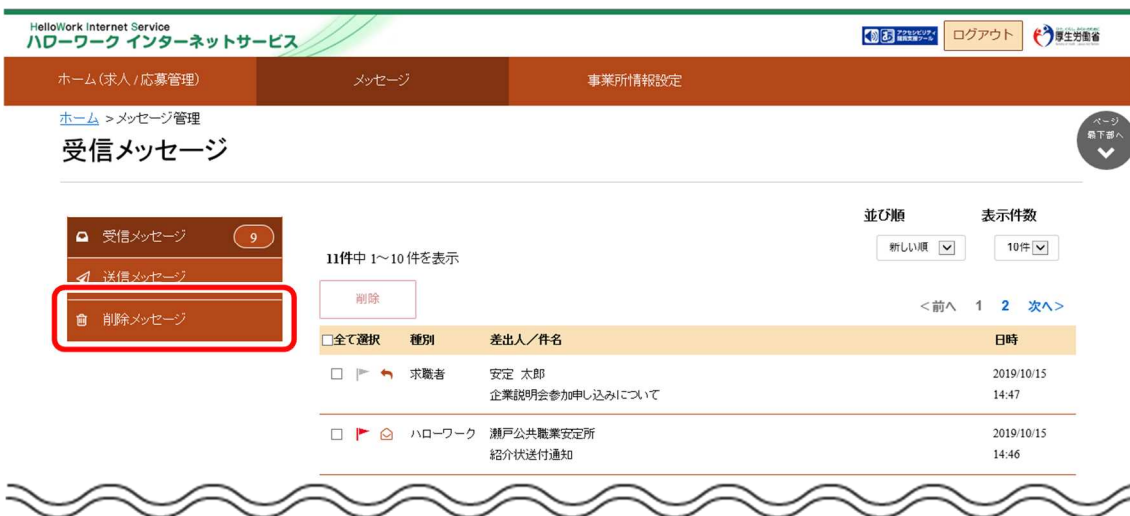 HelloWork Internet Service
ハローワーク インターネットサービス
ログアウト
厚生労働省
ホーム(求人/応募管理)
メッセージ
事業所情報設定
ホーム >メッセージ管理
ページ
最下部へ
受信メッセージ
受信メッセージ 9
送信メッセージ
削除メッセージ
並び順
表示件数
新しい順
10件
11件中 1～10 件を表示
削除
<前へ 1 2 次へ>
全て選択 種別 差出人／件名 日時
求職者 安定 太郎 2019/10/15
企業説明会参加申し込みについて 14:47
ハローワーク 瀬戸公共職業安定所 2019/10/15
紹介状送付通知 14:46